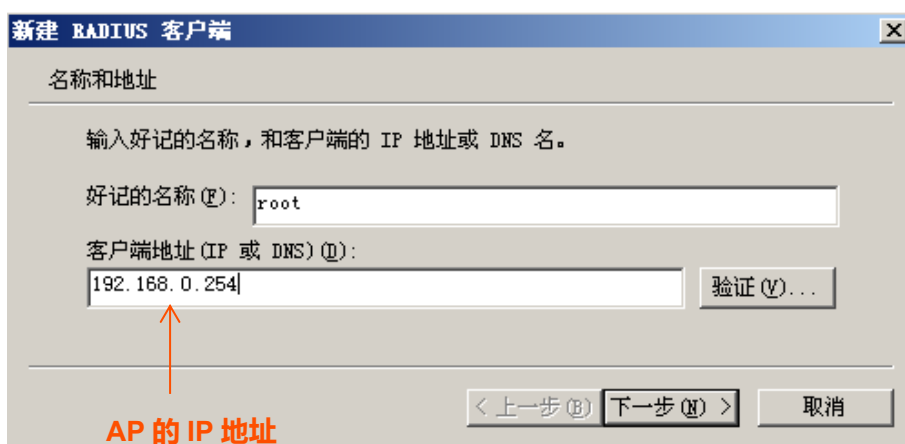 新建 RADIUS 客户端
名称和地址
输入好记的名称，和客户端的 IP 地址或 DNS 名。
好记的名称(F): root
客户端地址(IP 或 DNS)(D):
192.168.0.254 验证(V)...
< 上一步(B) 下一步(N) > 取消
AP 的 IP 地址